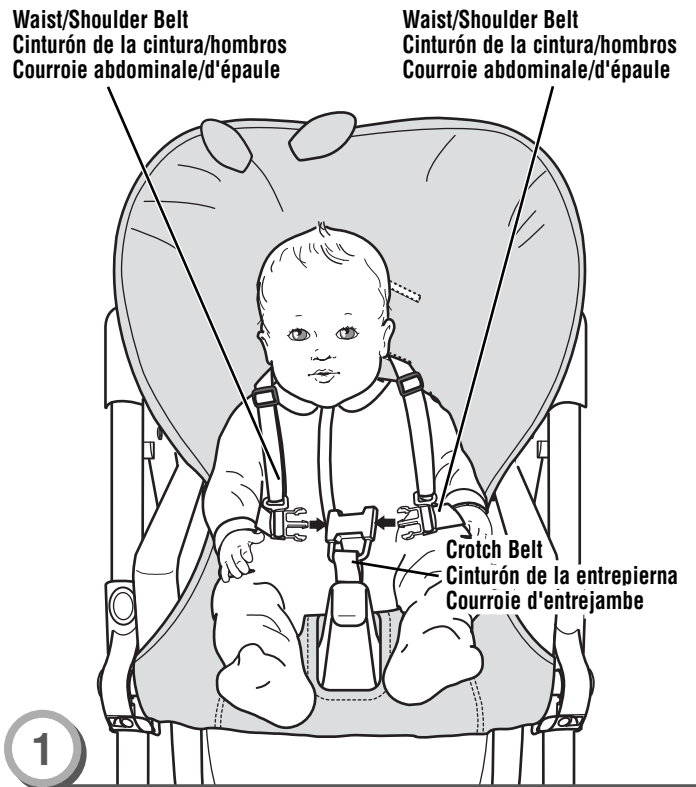 Waist/Shoulder Belt
Cinturón de la cintura/hombros
Courroie abdominale/d'épaule
Waist/Shoulder Belt
Cinturón de la cintura/hombros
Courroie abdominale/d'épaule
Crotch Belt
Cinturón de la entrepierna
Courroie d'entrejambe
1